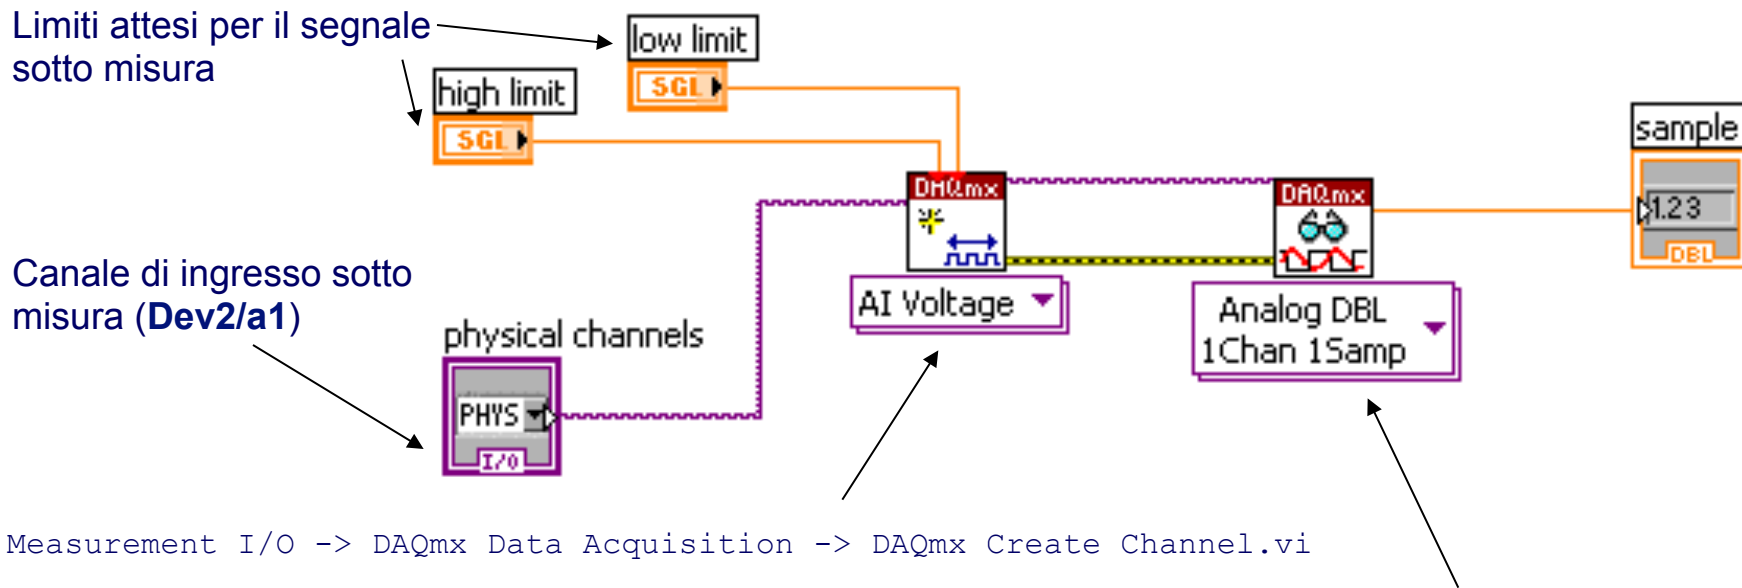 Limiti attesi per il segnale
sotto misura
low limit
SGL
high limit
SGL
sample
DAQmx
DAQmx
1.23
DBL
Canale di ingresso sotto
misura (Dev2/a1)
AI Voltage
Analog DBL
1Chan 1Samp
physical channels
PHYS
I/O
Measurement I/O -> DAQmx Data Acquisition -> DAQmx Create Channel.vi